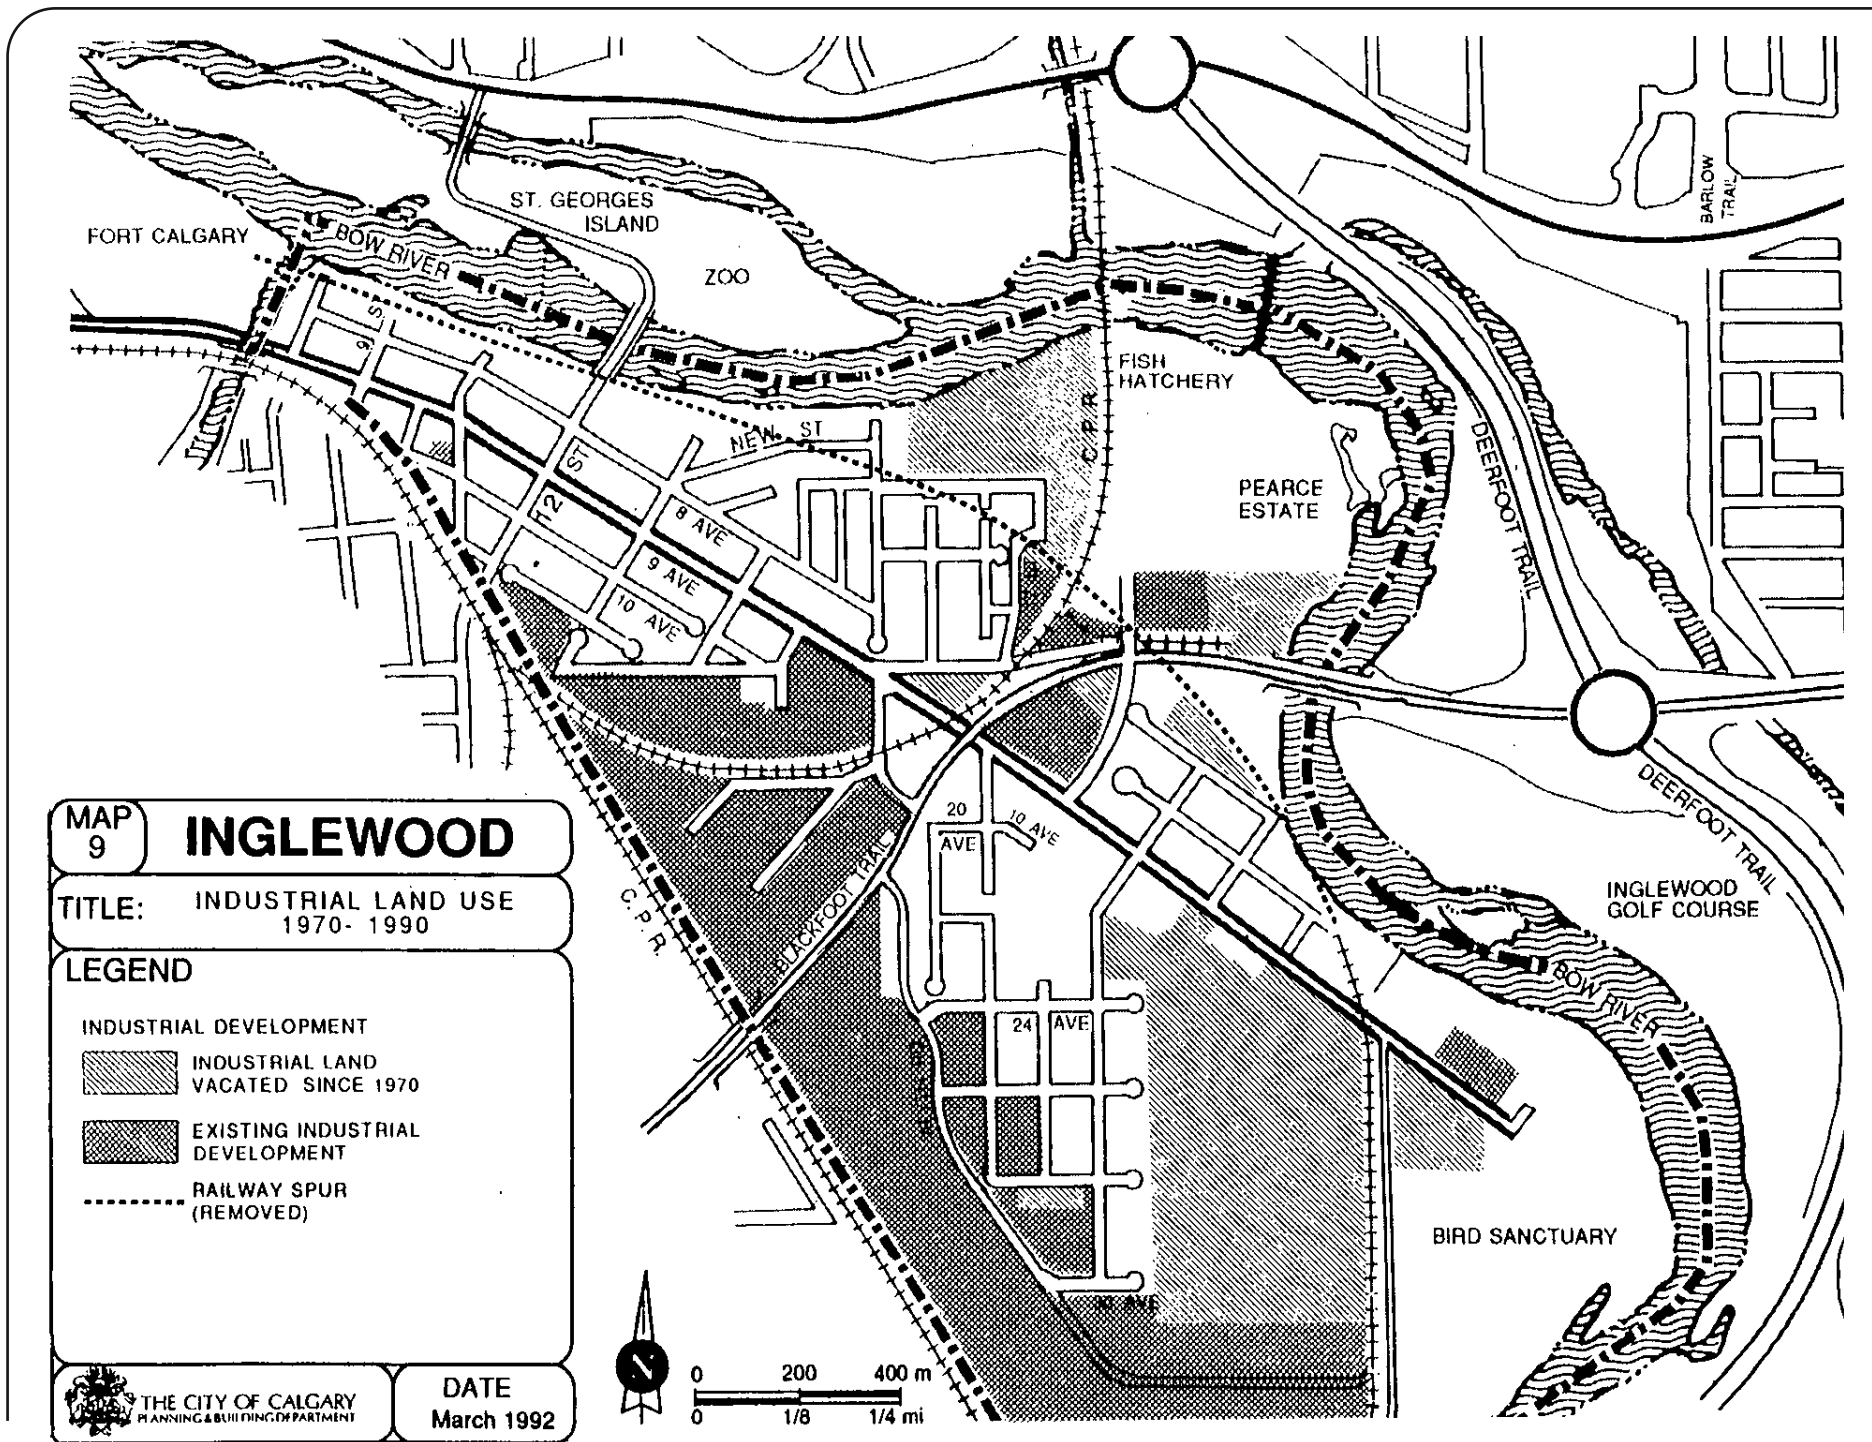 BARLOW
TRAIL
ST. GEORGES
ISLAND
FORT CALGARY
BOW RIVER
ZOO
9 ST
FISH
HATCHERY
C. P. R.
NEW ST
DEERFOOT TRAIL
PEARCE
ESTATE
12 ST
8 AVE
9 AVE
10 AVE
DEERFOOT TRAIL
20
AVE
10 AVE
BLACKFOOT TRAIL
C. P. R.
INGLEWOOD
GOLF COURSE
BOW RIVER
24 AVE
BIRD SANCTUARY
30 AVE
MAP
9
INGLEWOOD
TITLE: INDUSTRIAL LAND USE
1970- 1990
LEGEND
INDUSTRIAL DEVELOPMENT
INDUSTRIAL LAND
VACATED SINCE 1970
EXISTING INDUSTRIAL
DEVELOPMENT
RAILWAY SPUR
(REMOVED)
THE CITY OF CALGARY
PLANNING & BUILDING DEPARTMENT
DATE
March 1992
N
0 200 400 m
0 1/8 1/4 mi